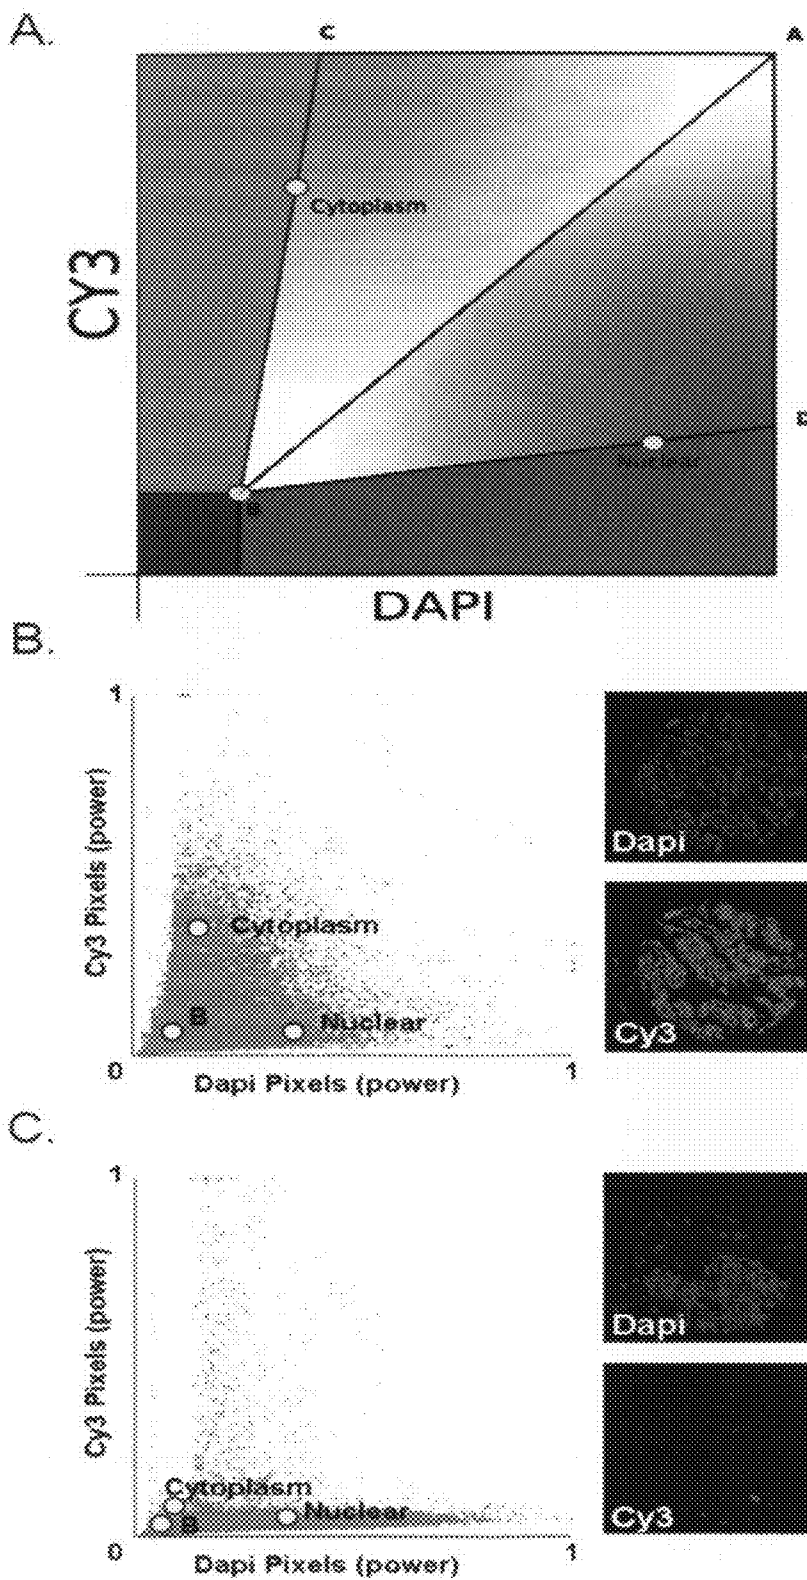 A.
C
A
Cytoplasm
CY3
D
Nuclear
B
DAPI
B.
1
Cy3 Pixels (power)
Cytoplasm
B
Nuclear
0
Dapi Pixels (power)
1
Dapi
Cy3
C.
1
Cy3 Pixels (power)
Cytoplasm
B
Nuclear
0
Dapi Pixels (power)
1
Dapi
Cy3